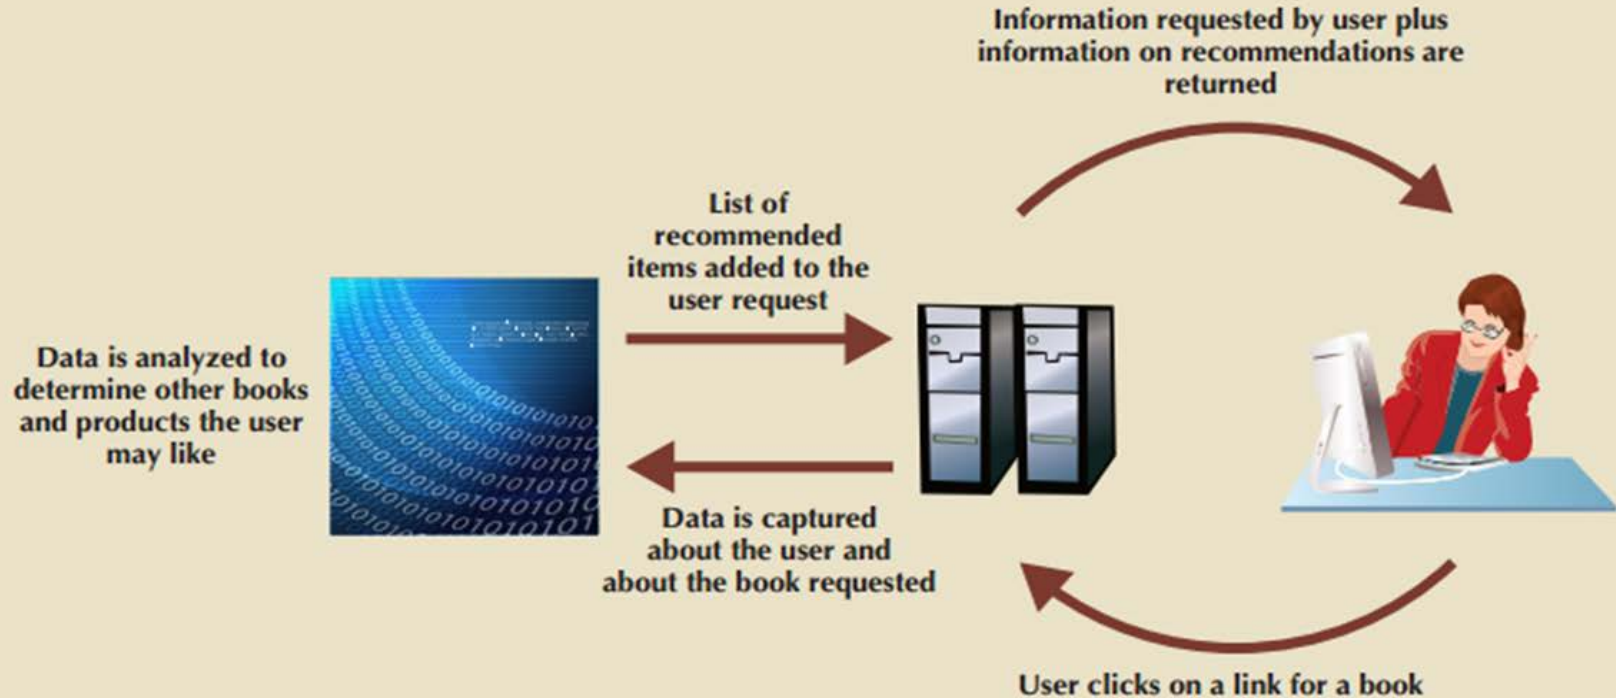 Information requested by user plus
information on recommendations are
returned
List of
recommended
items added to the
user request
Data is analyzed to
determine other books
and products the user
may like
Data is captured
about the user and
about the book requested
User clicks on a link for a book